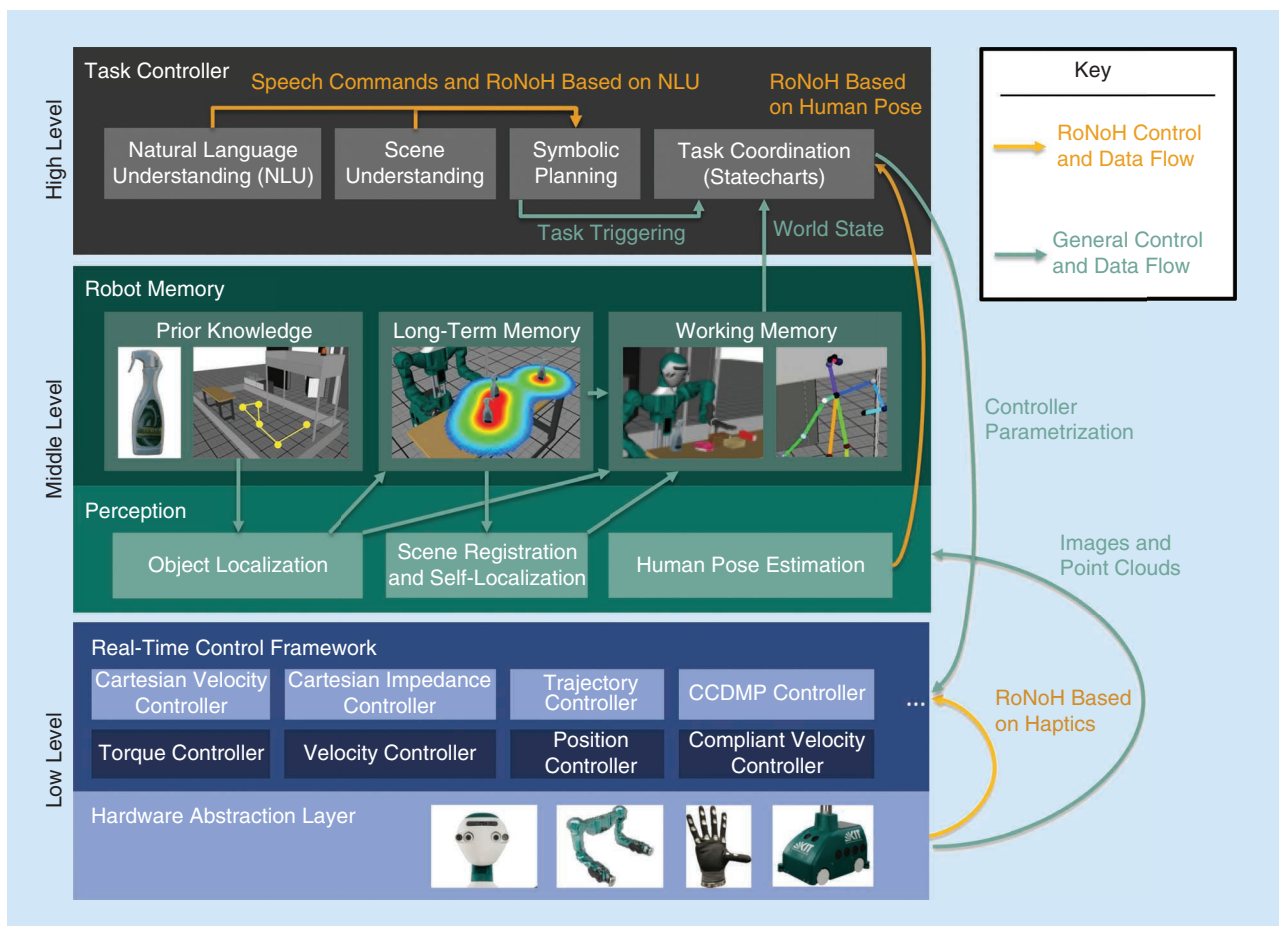 Task Controller
Speech Commands and RoNoH Based on NLU
RoNoH Based
on Human Pose
High Level
Natural Language
Understanding (NLU)
Scene
Understanding
Symbolic
Planning
Task Coordination
(Statecharts)
Task Triggering
World State
Key
RoNoH Control
and Data Flow
General Control
and Data Flow
Middle Level
Robot Memory
Prior Knowledge
Long-Term Memory
Working Memory
Controller
Parametrization
Perception
Object Localization
Scene Registration
and Self-Localization
Human Pose Estimation
Images and
Point Clouds
Low Level
Real-Time Control Framework
Cartesian Velocity
Controller
Cartesian Impedance
Controller
Trajectory
Controller
CCDMP Controller
...
Torque Controller
Velocity Controller
Position
Controller
Compliant Velocity
Controller
RoNoH Based
on Haptics
Hardware Abstraction Layer
KIT